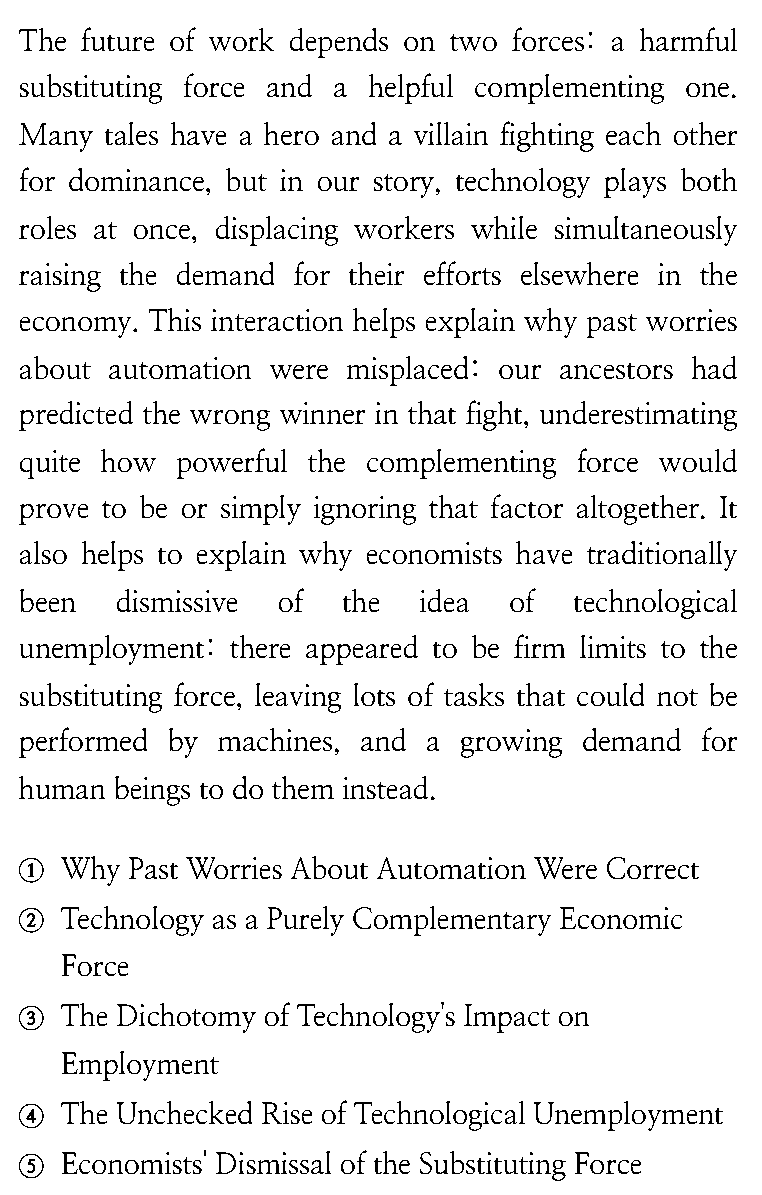 The future of work depends on two forces: a harmful
substituting force and a helpful complementing one.
Many tales have a hero and a villain fighting each other
for dominance, but in our story, technology plays both
roles at once, displacing workers while simultaneously
raising the demand for their efforts elsewhere in the
economy. This interaction helps explain why past worries
about automation were misplaced: our ancestors had
predicted the wrong winner in that fight, underestimating
quite how powerful the complementing force would
prove to be or simply ignoring that factor altogether. It
also helps to explain why economists have traditionally
been dismissive of the idea of technological
unemployment: there appeared to be firm limits to the
substituting force, leaving lots of tasks that could not be
performed by machines, and a growing demand for
human beings to do them instead.
① Why Past Worries About Automation Were Correct
② Technology as a Purely Complementary Economic
Force
③ The Dichotomy of Technology's Impact on
Employment
④ The Unchecked Rise of Technological Unemployment
⑤ Economists' Dismissal of the Substituting Force